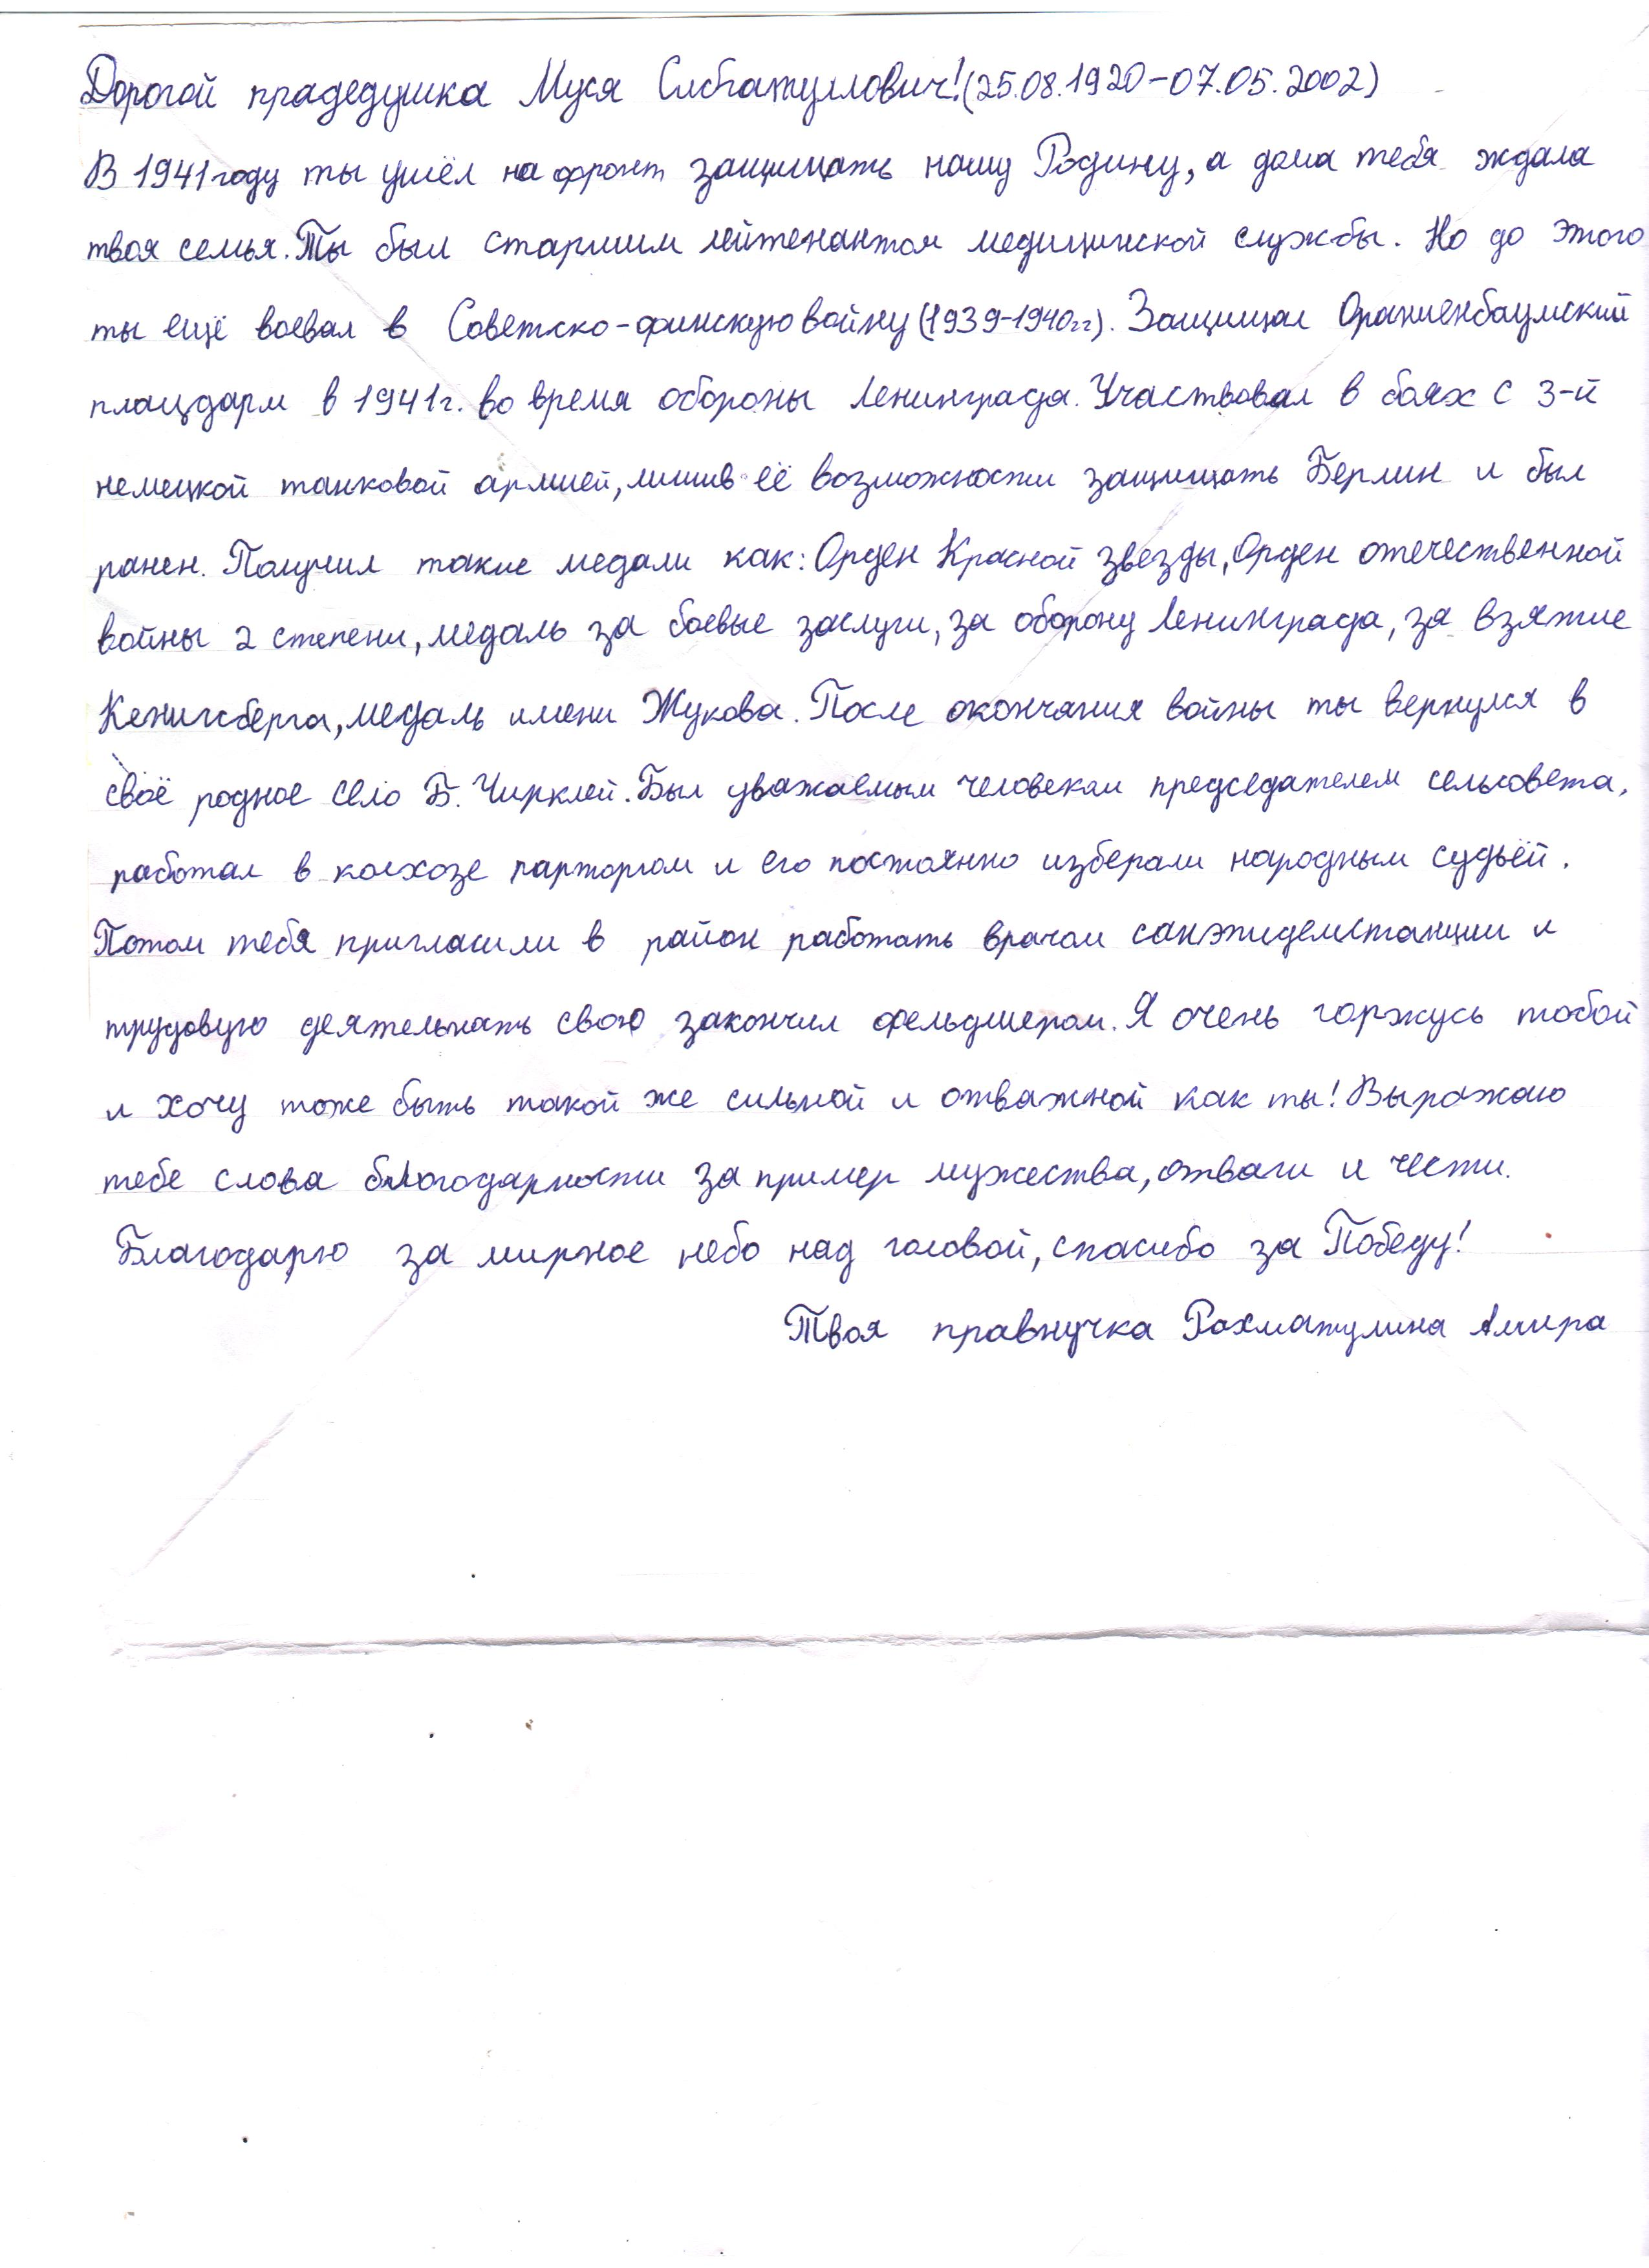 Дорогой прадедушка Муся Сибгатуллович! (25.08.1920-07.05.2002)
В 1941 году ты ушёл на фронт защищать нашу Родину, а дома тебя ждала
твоя семья. Ты был старшим лейтенантом медицинской службы. Но до этого
ты ещё воевал в Советско-финскую войну (1939-1940гг). Защищал Ораниенбаумский
плацдарм в 1941г. во время обороны Ленинграда. Участвовал в боях с 3-й
немецкой танковой армией, лишив её возможности защищать Берлин и был
ранен. Получил такие медали как: Орден Красной звезды, Орден отечественной
войны 2 степени, медаль за боевые заслуги, за оборону Ленинграда, за взятие
Кенигсберга, медаль имени Жукова. После окончания войны ты вернулся в
своё родное село Б. Чирклей. Был уважаемым человеком председателем сельсовета,
работал в колхозе парторгом и его постоянно изберали народным судьёй.
Потом тебя пригласили в район работать врачом санэпидемстанции и
трудовую деятельность свою закончил фельдшером. Я очень горжусь тобой
и хочу тоже быть такой же сильной и отважной как ты! Выражаю
тебе слова благодарности за пример мужества, отваги и чести.
Благодарю за мирное небо над головой, спасибо за Победу!
Твоя правнучка Рахматулина Амира